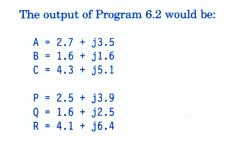 The output of Program 6.2 would be:
A = 2.7 + j3.5
B = 1.6 + j1.6
C = 4.3 + j5.1
P = 2.5 + j3.9
Q = 1.6 + j2.5
R = 4.1 + j6.4